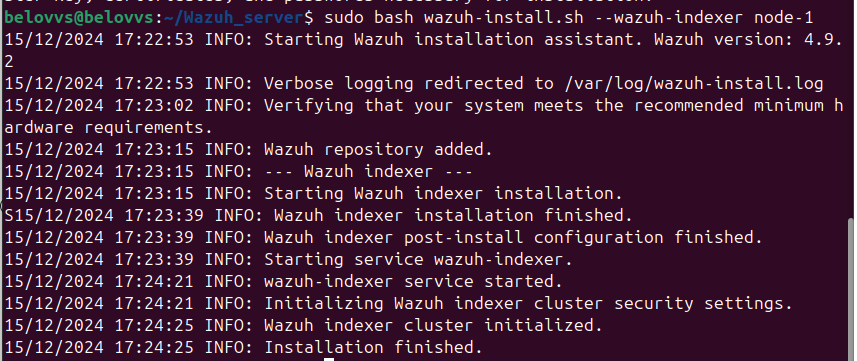 belovvs@belovvs:~/Wazuh_server$ sudo bash wazuh-install.sh --wazuh-indexer node-1
15/12/2024 17:22:53 INFO: Starting Wazuh installation assistant. Wazuh version: 4.9.
2
15/12/2024 17:22:53 INFO: Verbose logging redirected to /var/log/wazuh-install.log
15/12/2024 17:23:02 INFO: Verifying that your system meets the recommended minimum h
ardware requirements.
15/12/2024 17:23:15 INFO: Wazuh repository added.
15/12/2024 17:23:15 INFO: --- Wazuh indexer ---
15/12/2024 17:23:15 INFO: Starting Wazuh indexer installation.
S15/12/2024 17:23:39 INFO: Wazuh indexer installation finished.
15/12/2024 17:23:39 INFO: Wazuh indexer post-install configuration finished.
15/12/2024 17:23:39 INFO: Starting service wazuh-indexer.
15/12/2024 17:24:21 INFO: wazuh-indexer service started.
15/12/2024 17:24:21 INFO: Initializing Wazuh indexer cluster security settings.
15/12/2024 17:24:25 INFO: Wazuh indexer cluster initialized.
15/12/2024 17:24:25 INFO: Installation finished.